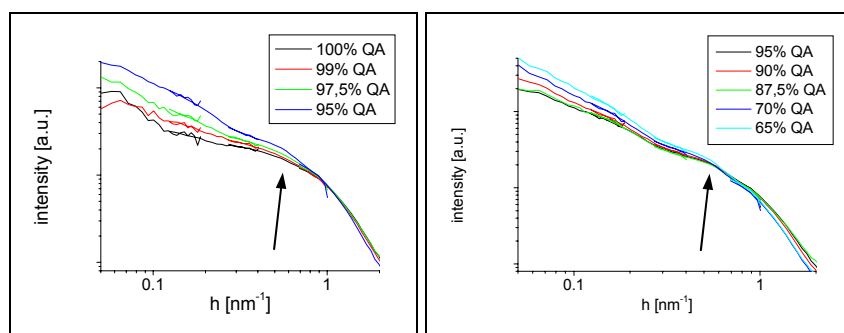 100% QA
99% QA
97,5% QA
95% QA
intensity [a.u.]
0.1
1
h [nm⁻¹]
95% QA
90% QA
87,5% QA
70% QA
65% QA
intensity [a.u.]
0.1
1
h [nm⁻¹]